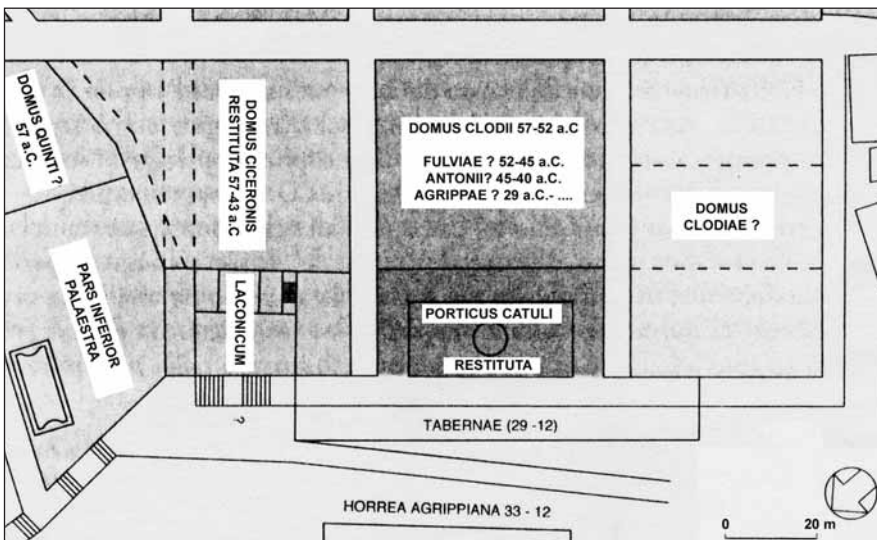 DOMUS QUINTI ?
57 a.C.
DOMUS CICERONIS
RESTITUTA 57-43 a.C
DOMUS CLODII 57-52 a.C
FULVIAE ? 52-45 a.C.
ANTONII? 45-40 a.C.
AGRIPPAE ? 29 a.C.- ....
DOMUS
CLODIAE ?
PARS INFERIOR
PALAESTRA
LACONICUM
PORTICUS CATULI
RESTITUTA
?
TABERNAE (29 -12)
HORREA AGRIPPIANA 33 - 12
0 20 m